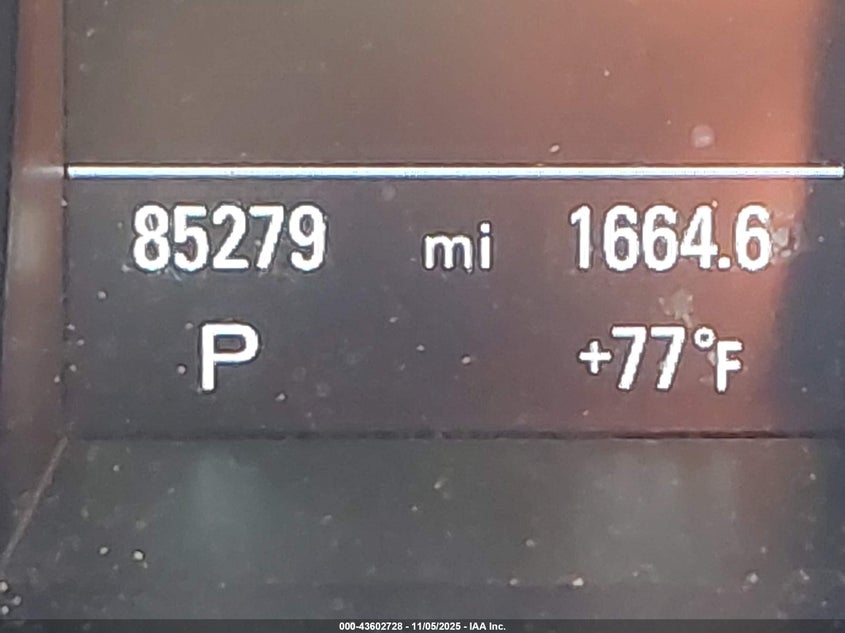 85279 mi 1664.6
P +77°F
000-43602728 - 11/05/2025 - IAA Inc.